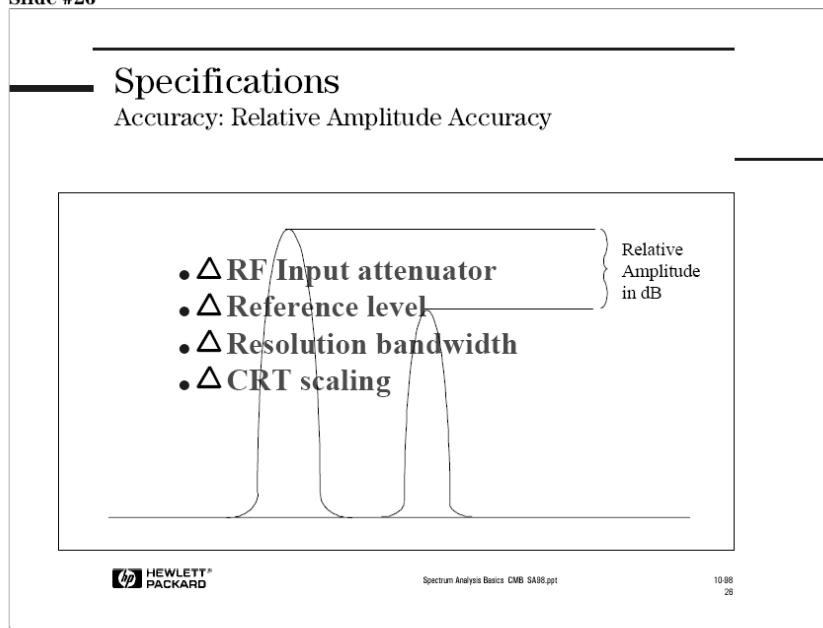 Slide #26
Specifications
Accuracy: Relative Amplitude Accuracy
• △ RF Input attenuator
• △ Reference level
• △ Resolution bandwidth
• △ CRT scaling
Relative
Amplitude
in dB
hp HEWLETT®
PACKARD
Spectrum Analysis Basics CMB SA98.ppt
10-98
26